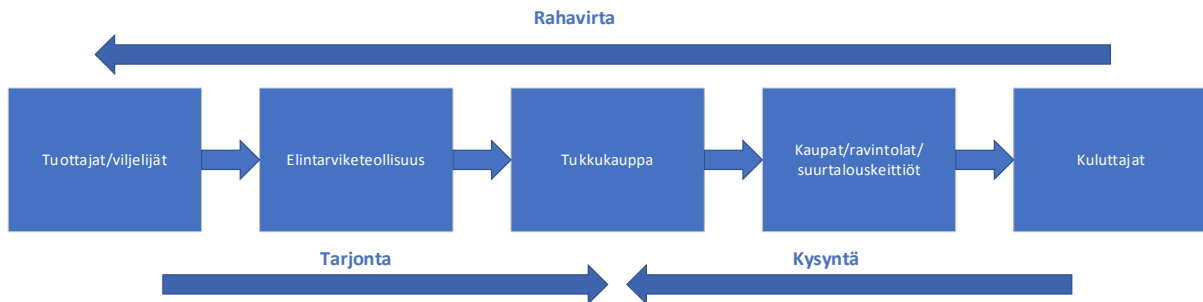 Rahavirta
Tuottajat/viljelijät
Elintarviketeollisuus
Tukkukauppa
Kaupat/ravintolat/
suurtalouskeittiöt
Kuluttajat
Tarjonta
Kysyntä